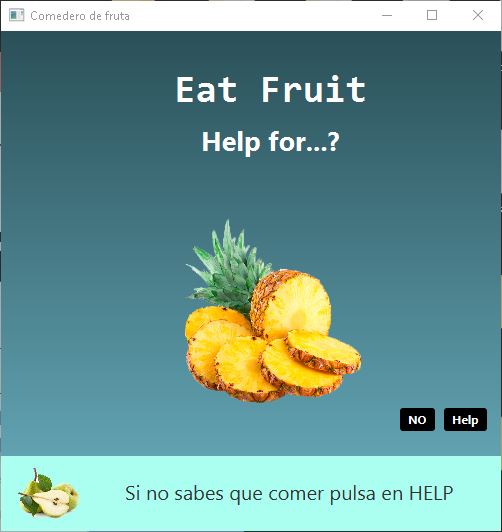 Comedero de fruta
Eat Fruit
Help for...?
NO
Help
Si no sabes que comer pulsa en HELP